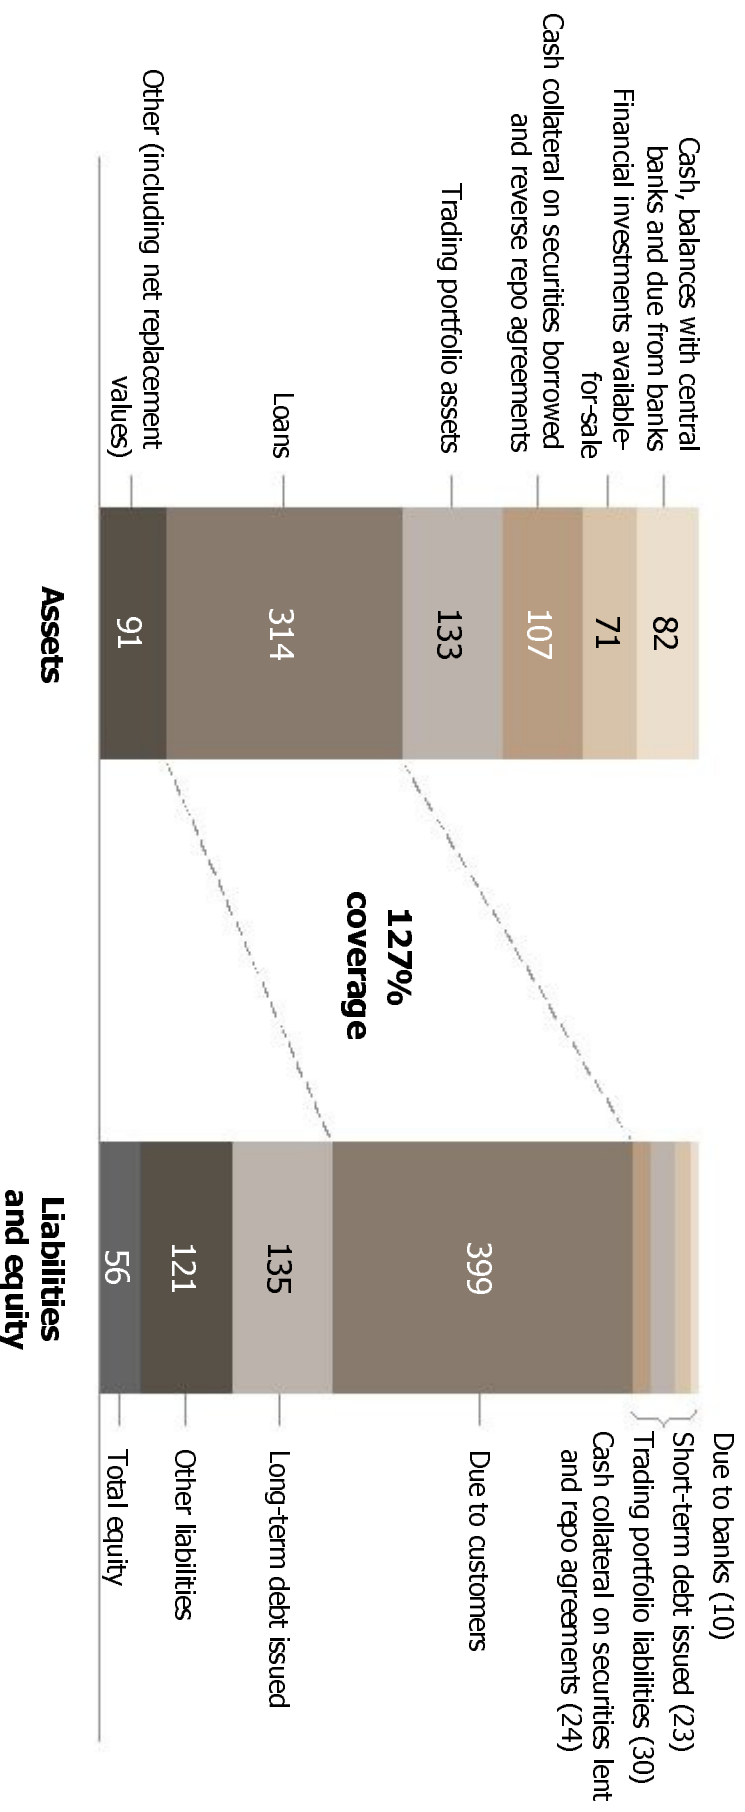 Cash, balances with central
banks and due from banks
Financial investments available-
for-sale
Cash collateral on securities borrowed
and reverse repo agreements
Trading portfolio assets
Loans
Other (including net replacement
values)
82
71
107
133
314
91
Assets
127%
coverage
399
135
121
56
Liabilities
and equity
Due to banks (10)
Short-term debt issued (23)
Trading portfolio liabilities (30)
Cash collateral on securities lent
and repo agreements (24)
Due to customers
Long-term debt issued
Other liabilities
Total equity